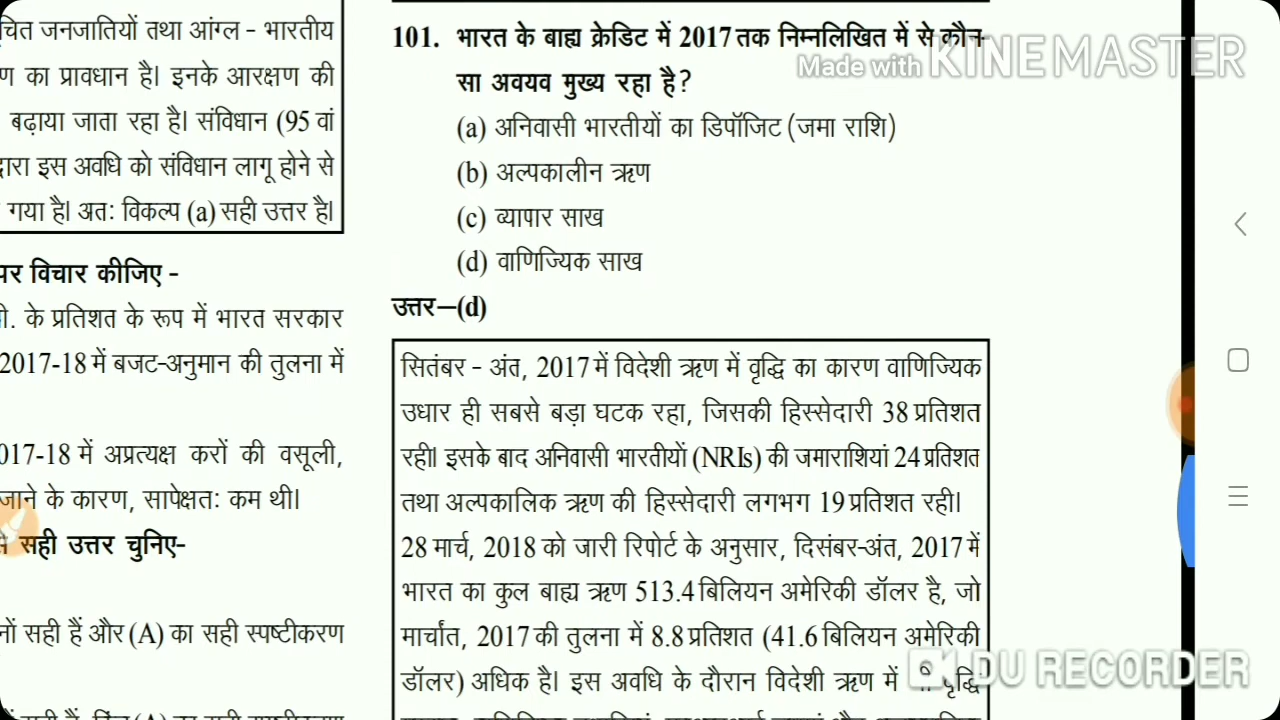 चित जनजातियों तथा आंग्ल - भारतीय
ण का प्रावधान है। इनके आरक्षण की
बढ़ाया जाता रहा है। संविधान (95 वां
द्वारा इस अवधि को संविधान लागू होने से
गया है। अतः विकल्प (a) सही उत्तर है।
पर विचार कीजिए -
के प्रतिशत के रूप में भारत सरकार
2017-18 में बजट-अनुमान की तुलना में
017-18 में अप्रत्यक्ष करों की वसूली,
जाने के कारण, सापेक्षतः कम थी।
सही उत्तर चुनिए-
नों सही हैं और (A) का सही स्पष्टीकरण
101. भारत के बाह्य क्रेडिट में 2017 तक निम्नलिखित में से कौन-
सा अवयव मुख्य रहा है?
(a) अनिवासी भारतीयों का डिपॉजिट (जमा राशि)
(b) अल्पकालीन ऋण
(c) व्यापार साख
(d) वाणिज्यिक साख
उत्तर–(d)
सितंबर - अंत, 2017 में विदेशी ऋण में वृद्धि का कारण वाणिज्यिक
उधार ही सबसे बड़ा घटक रहा, जिसकी हिस्सेदारी 38 प्रतिशत
रही। इसके बाद अनिवासी भारतीयों (NRIs) की जमाराशियां 24 प्रतिशत
तथा अल्पकालिक ऋण की हिस्सेदारी लगभग 19 प्रतिशत रही।
28 मार्च, 2018 को जारी रिपोर्ट के अनुसार, दिसंबर-अंत, 2017 में
भारत का कुल बाह्य ऋण 513.4 बिलियन अमेरिकी डॉलर है, जो
मार्चांत, 2017 की तुलना में 8.8 प्रतिशत (41.6 बिलियन अमेरिकी
डॉलर) अधिक है। इस अवधि के दौरान विदेशी ऋण में वृद्धि
Made with KINEMASTER
DU RECORDER